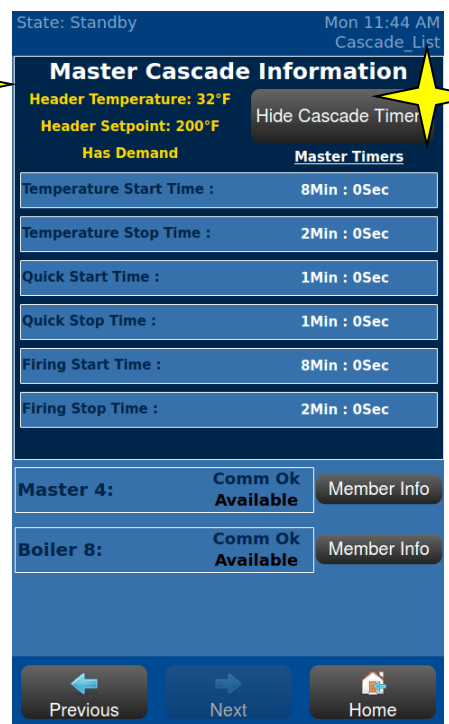 State: Standby
Mon 11:44 AM
Cascade_List
Master Cascade Information
Header Temperature: 32°F
Header Setpoint: 200°F
Has Demand
Hide Cascade Timer
Master Timers
Temperature Start Time : 8Min : 0Sec
Temperature Stop Time : 2Min : 0Sec
Quick Start Time : 1Min : 0Sec
Quick Stop Time : 1Min : 0Sec
Firing Start Time : 8Min : 0Sec
Firing Stop Time : 2Min : 0Sec
Master 4:
Comm Ok
Available
Member Info
Boiler 8:
Comm Ok
Available
Member Info
Previous
Next
Home